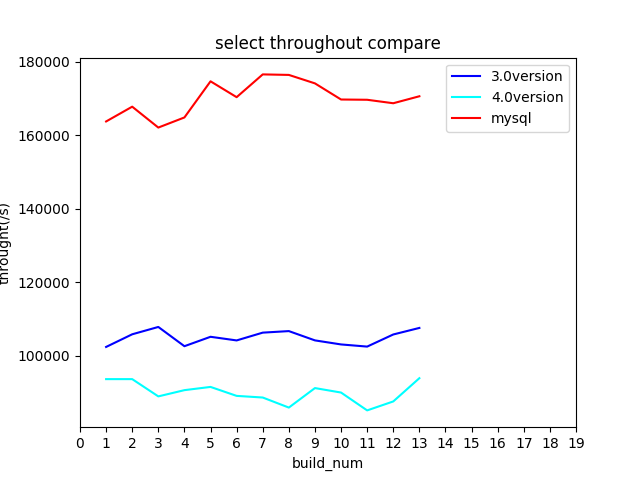 select throughout compare
180000
160000
140000
120000
100000
throught(/s)
3.0version
4.0version
mysql
0 1 2 3 4 5 6 7 8 9 10 11 12 13 14 15 16 17 18 19
build_num